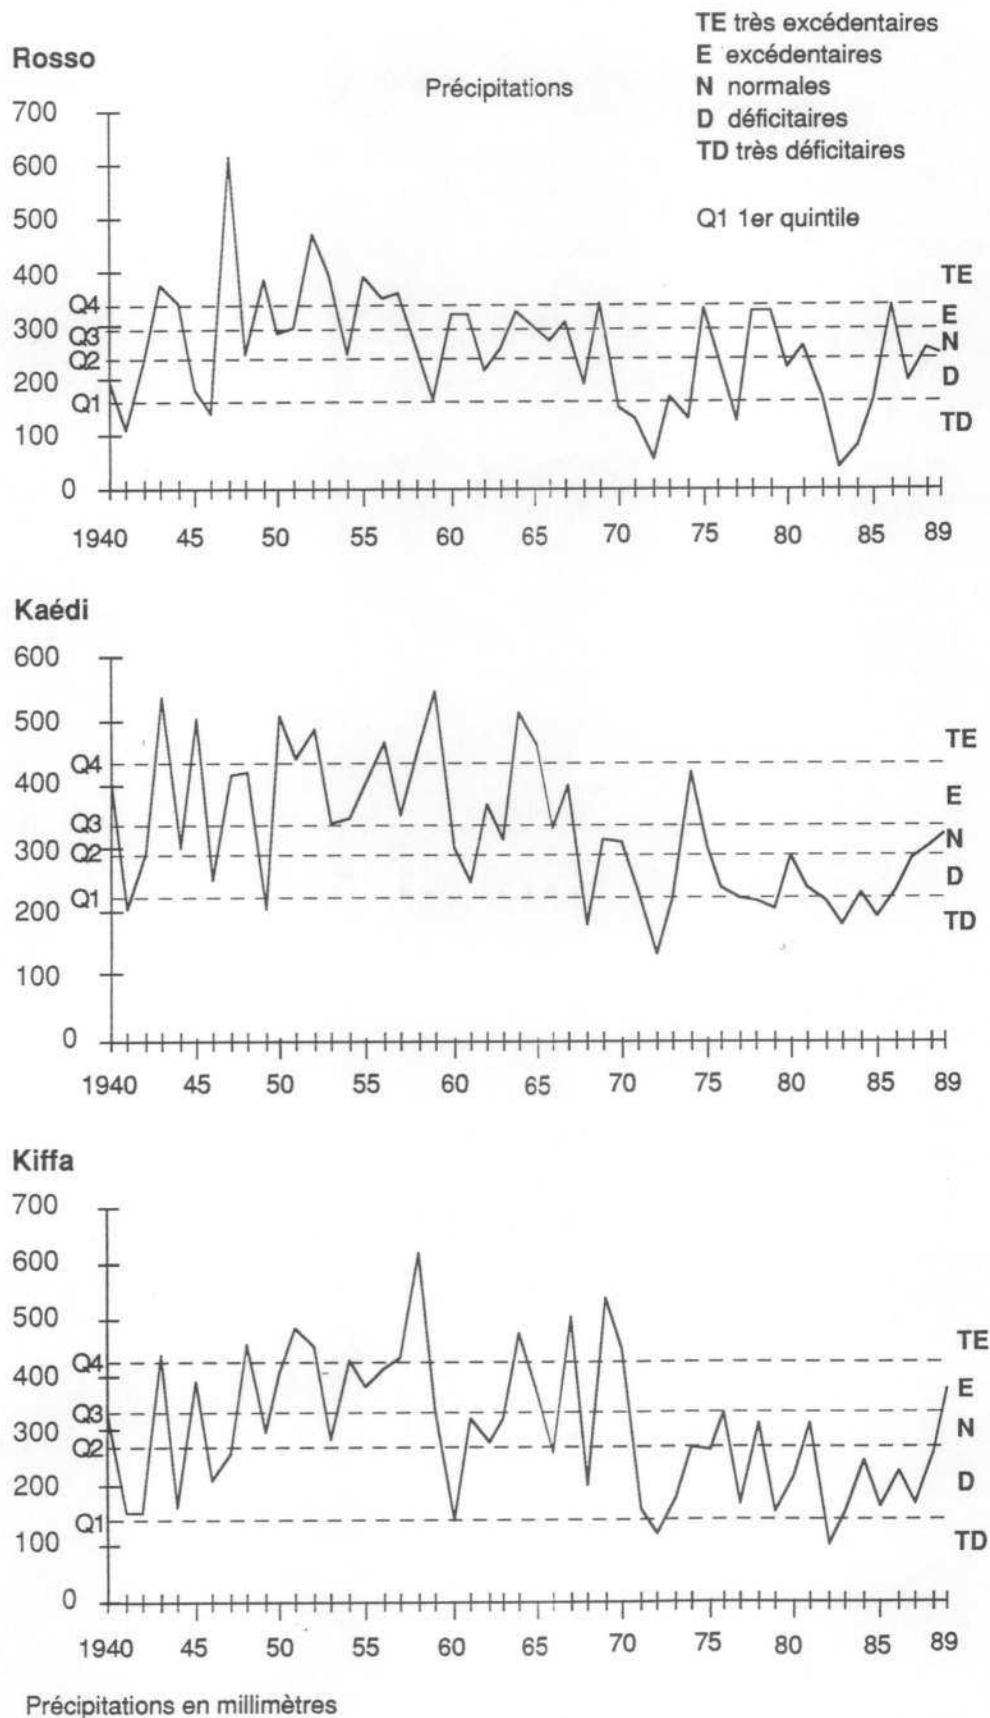 TE très excédentaires
E excédentaires
N normales
D déficitaires
TD très déficitaires
Q1 1er quintile
Rosso
Précipitations
700
600
500
400
300
200
100
0
Q4
Q3
Q2
Q1
TE
E
N
D
TD
1940 45 50 55 60 65 70 75 80 85 89
Kaédi
600
500
400
300
200
100
0
Q4
Q3
Q2
Q1
TE
E
N
D
TD
1940 45 50 55 60 65 70 75 80 85 89
Kiffa
700
600
500
400
300
200
100
0
Q4
Q3
Q2
Q1
TE
E
N
D
TD
1940 45 50 55 60 65 70 75 80 85 89
Précipitations en millimètres